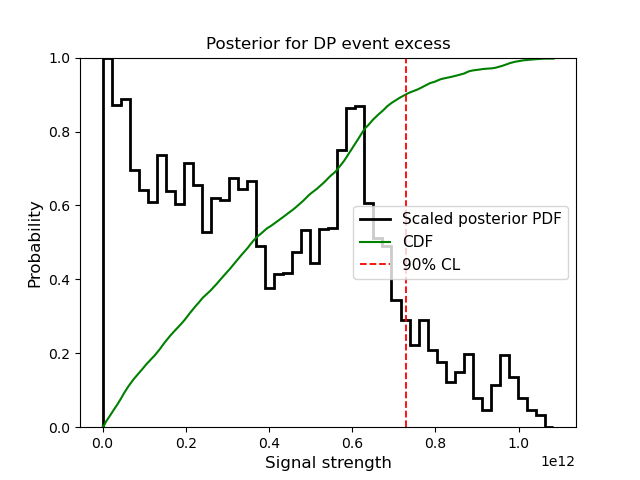 Posterior for DP event excess
1.0
0.8
0.6
0.4
0.2
0.0
Probability
Scaled posterior PDF
CDF
90% CL
0.0 0.2 0.4 0.6 0.8 1.0
1e12
Signal strength